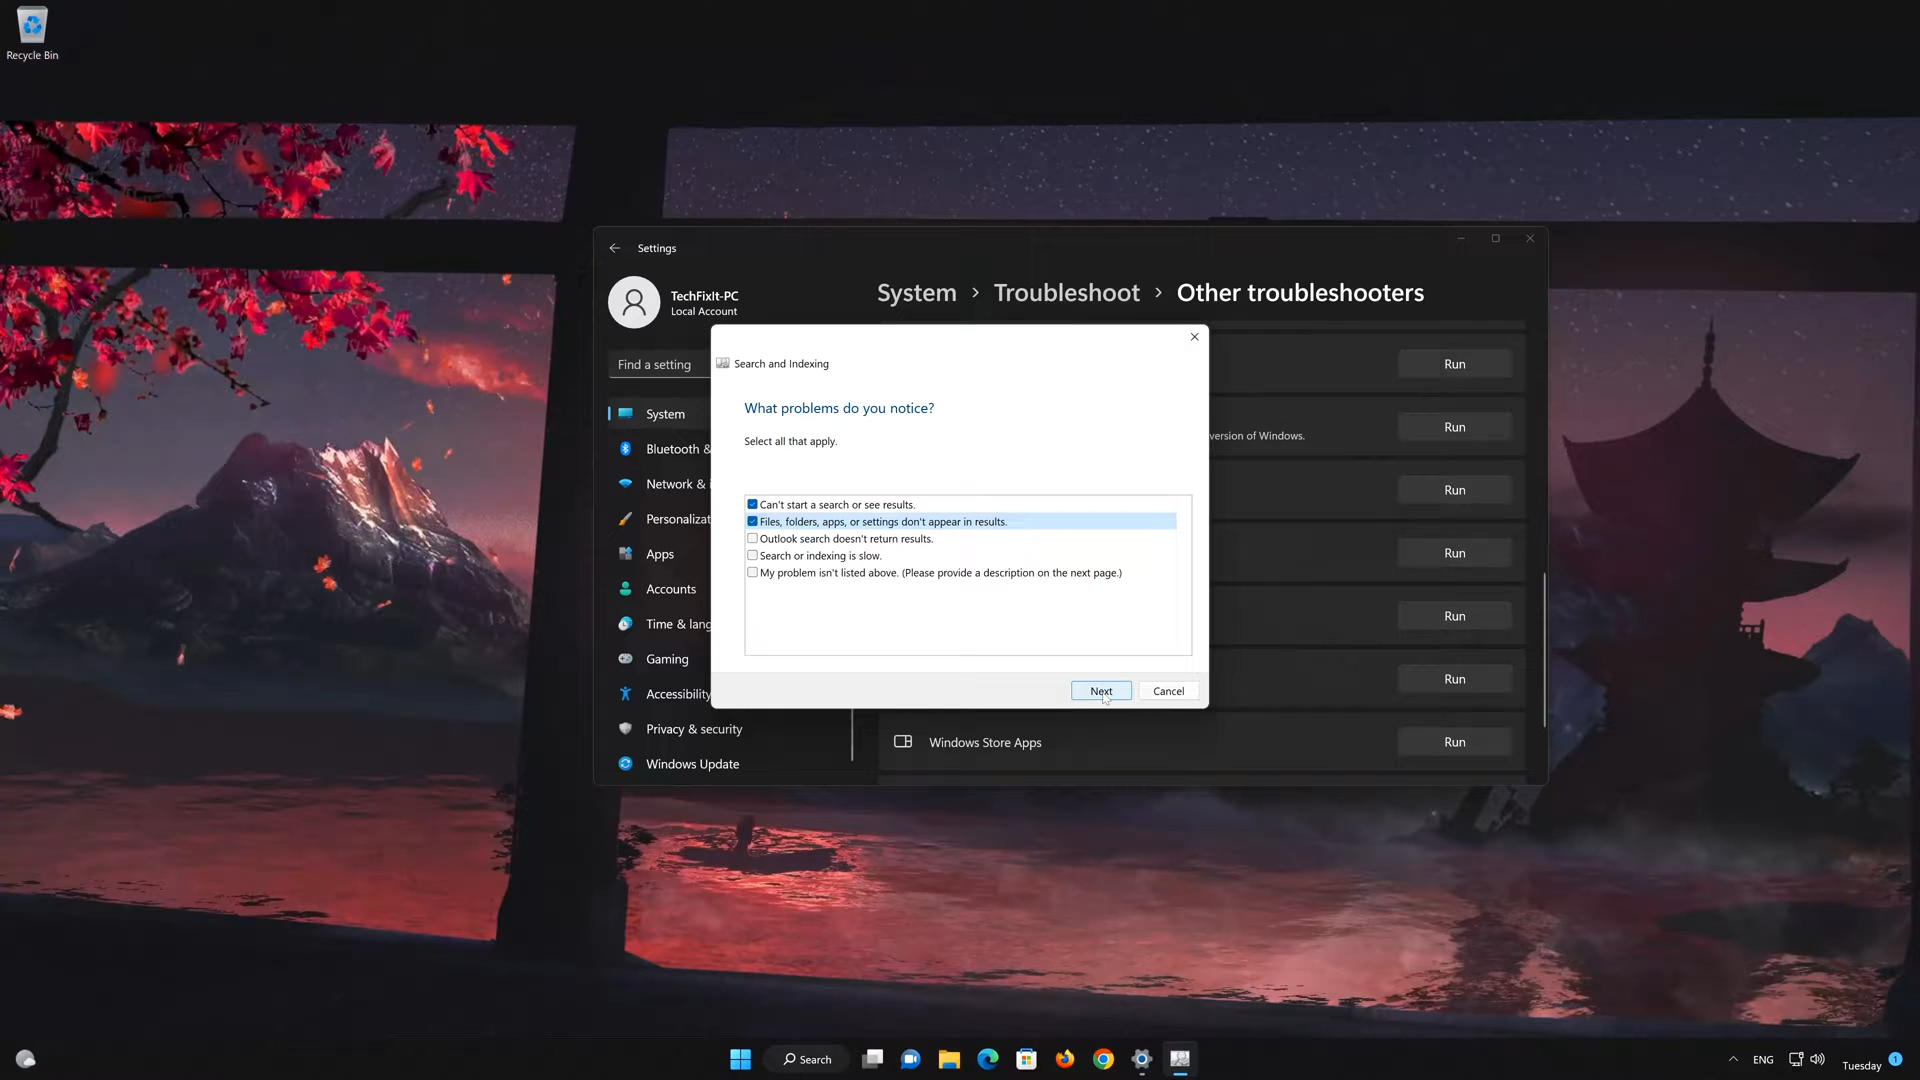 Recycle Bin
Settings
TechFixIt-PC
Local Account
System > Troubleshoot > Other troubleshooters
Find a setting
System
Bluetooth &
Network &
Personalizat
Apps
Accounts
Time & lang
Gaming
Accessibility
Privacy & security
Windows Update
Search and Indexing
What problems do you notice?
Select all that apply.
Can't start a search or see results.
Files, folders, apps, or settings don't appear in results.
Outlook search doesn't return results.
Search or indexing is slow.
My problem isn't listed above. (Please provide a description on the next page.)
Next
Cancel
Run
version of Windows.
Run
Run
Run
Run
Run
Windows Store Apps
Run
Search
ENG
Tuesday
1